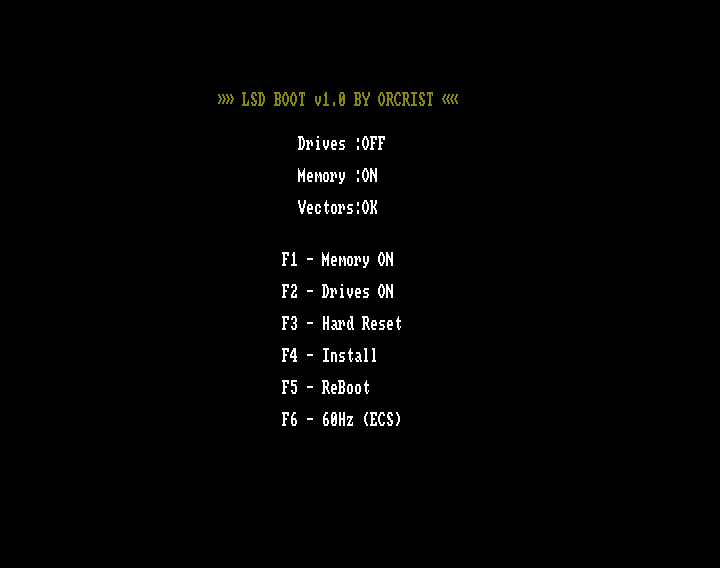 »» LSD BOOT v1.0 BY ORCRIST ««
Drives :OFF
Memory :ON
Vectors:OK
F1 - Memory ON
F2 - Drives ON
F3 - Hard Reset
F4 - Install
F5 - ReBoot
F6 - 60Hz (ECS)